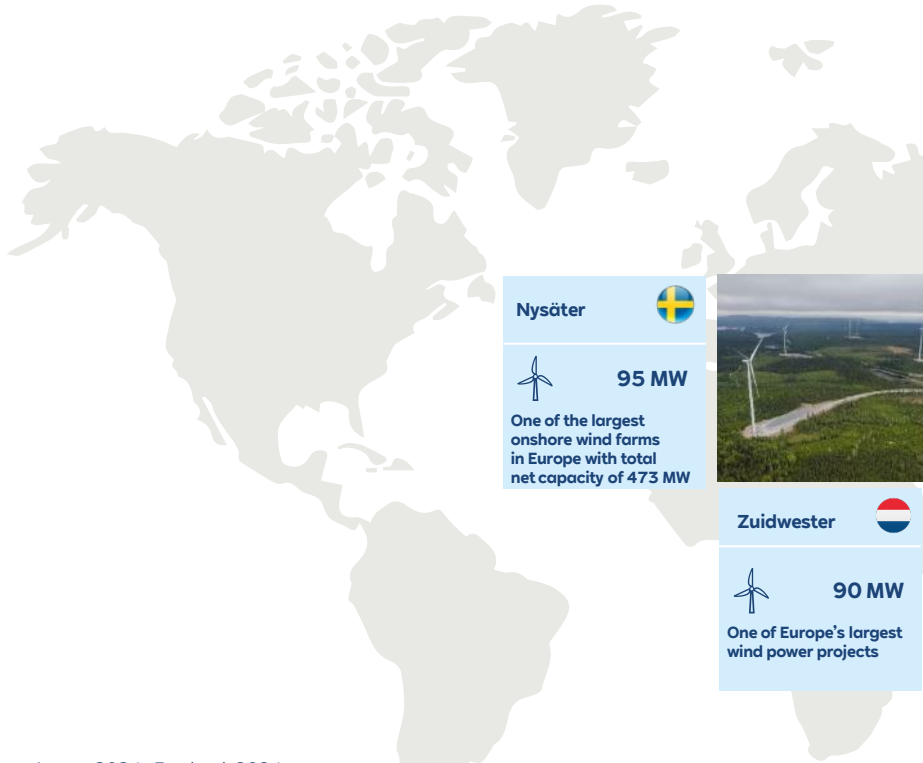 Nysäter
95 MW
One of the largest
onshore wind farms
in Europe with total
net capacity of 473 MW
Zuidwester
90 MW
One of Europe’s largest
wind power projects